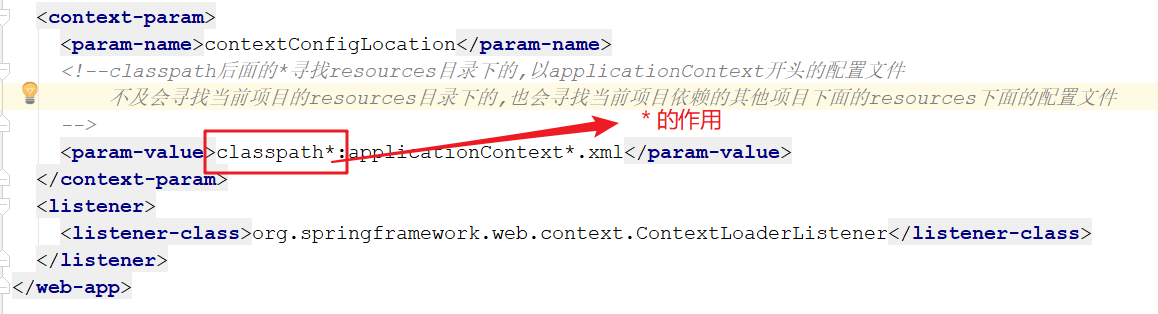 <context-param>
<param-name>contextConfigLocation</param-name>
<!--classpath后面的*寻找resources目录下的,以applicationContext开头的配置文件
不及会寻找当前项目的resources目录下的,也会寻找当前项目依赖的其他项目下面的resources下面的配置文件
-->
* 的作用
<param-value>classpath*:applicationContext*.xml</param-value>
</context-param>
<listener>
<listener-class>org.springframework.web.context.ContextLoaderListener</listener-class>
</listener>
</web-app>